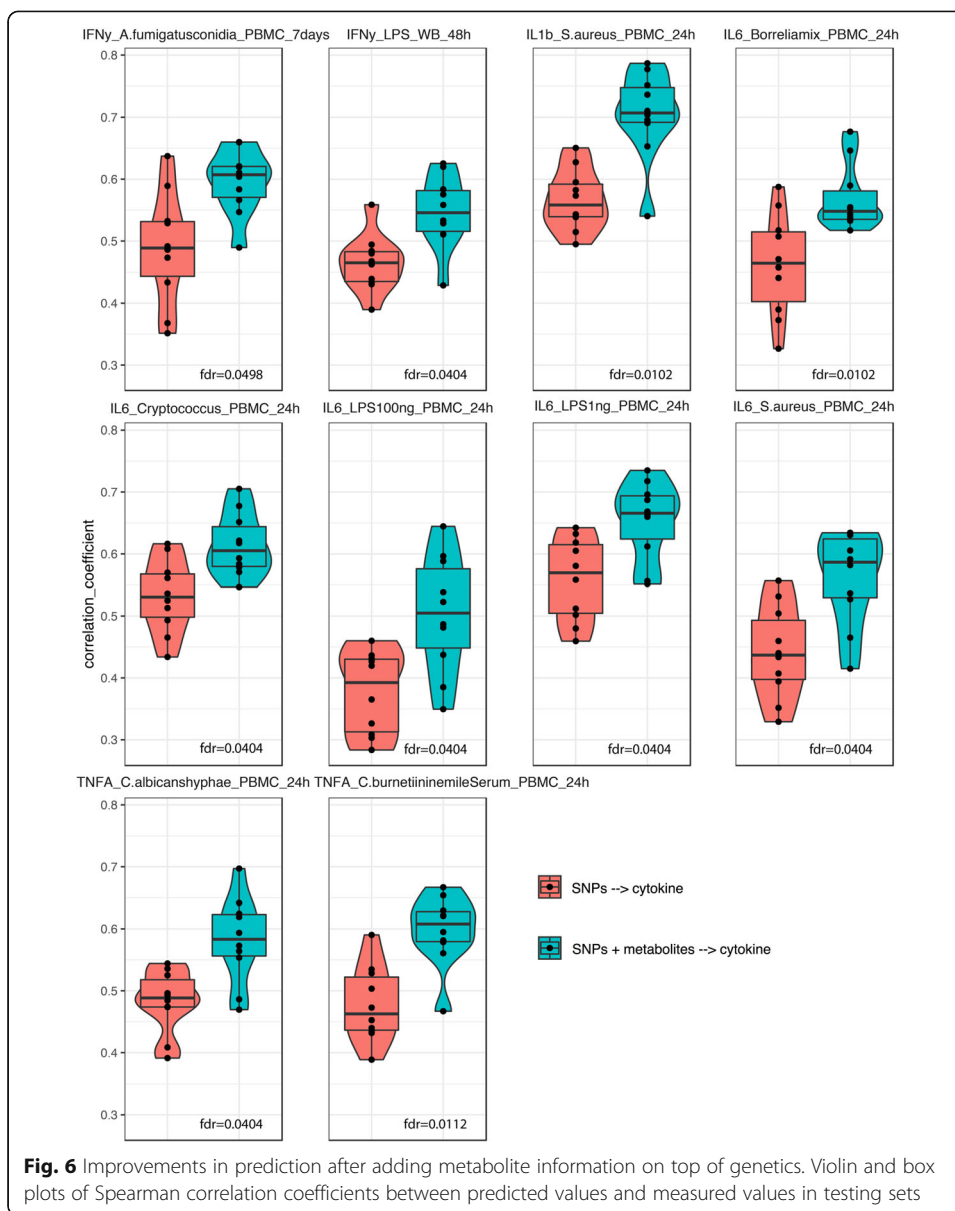 IFNy_A.fumigatusconidia_PBMC_7days IFNy_LPS_WB_48h IL1b_S.aureus_PBMC_24h IL6_Borreliamix_PBMC_24h
0.8
0.7
0.6
0.5
0.4
0.3
fdr=0.0498 fdr=0.0404 fdr=0.0102 fdr=0.0102
IL6_Cryptococcus_PBMC_24h IL6_LPS100ng_PBMC_24h IL6_LPS1ng_PBMC_24h IL6_S.aureus_PBMC_24h
correlation_coefficient
0.8
0.7
0.6
0.5
0.4
0.3
fdr=0.0404 fdr=0.0404 fdr=0.0404 fdr=0.0404
TNFA_C.albicanshyphae_PBMC_24h TNFA_C.burnetiininemileSerum_PBMC_24h
0.8
0.7
0.6
0.5
0.4
0.3
fdr=0.0404 fdr=0.0112
SNPs --> cytokine
SNPs + metabolites --> cytokine
Fig. 6 Improvements in prediction after adding metabolite information on top of genetics. Violin and box
plots of Spearman correlation coefficients between predicted values and measured values in testing sets